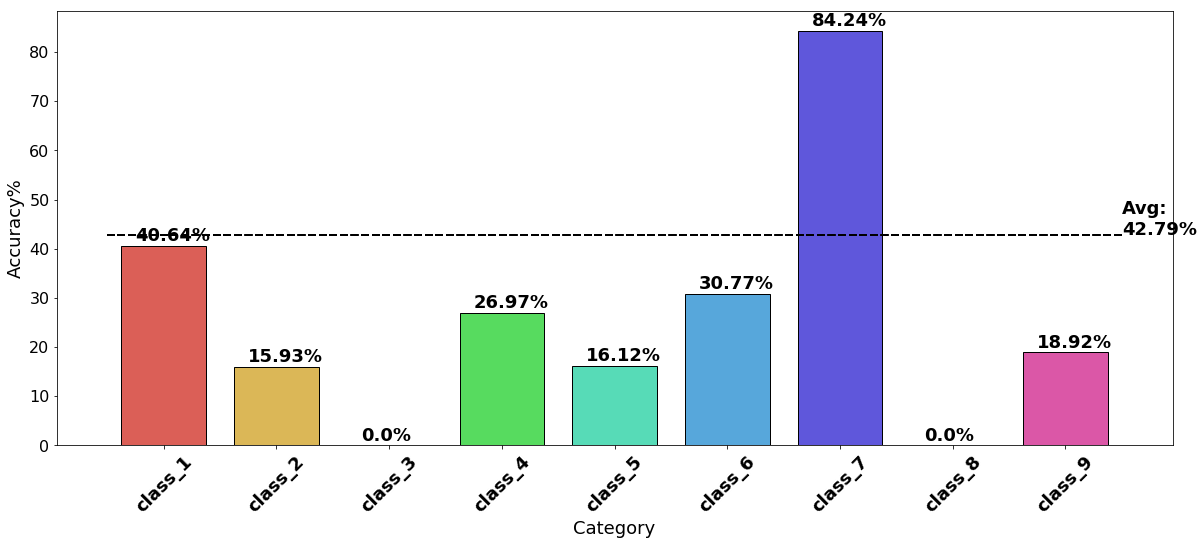 84.24%
80
70
60
50
40
30
20
10
0
Accuracy%
Avg:
42.79%
40.64%
15.93%
0.0%
26.97%
16.12%
30.77%
0.0%
18.92%
class_1
class_2
class_3
class_4
class_5
class_6
class_7
class_8
class_9
Category